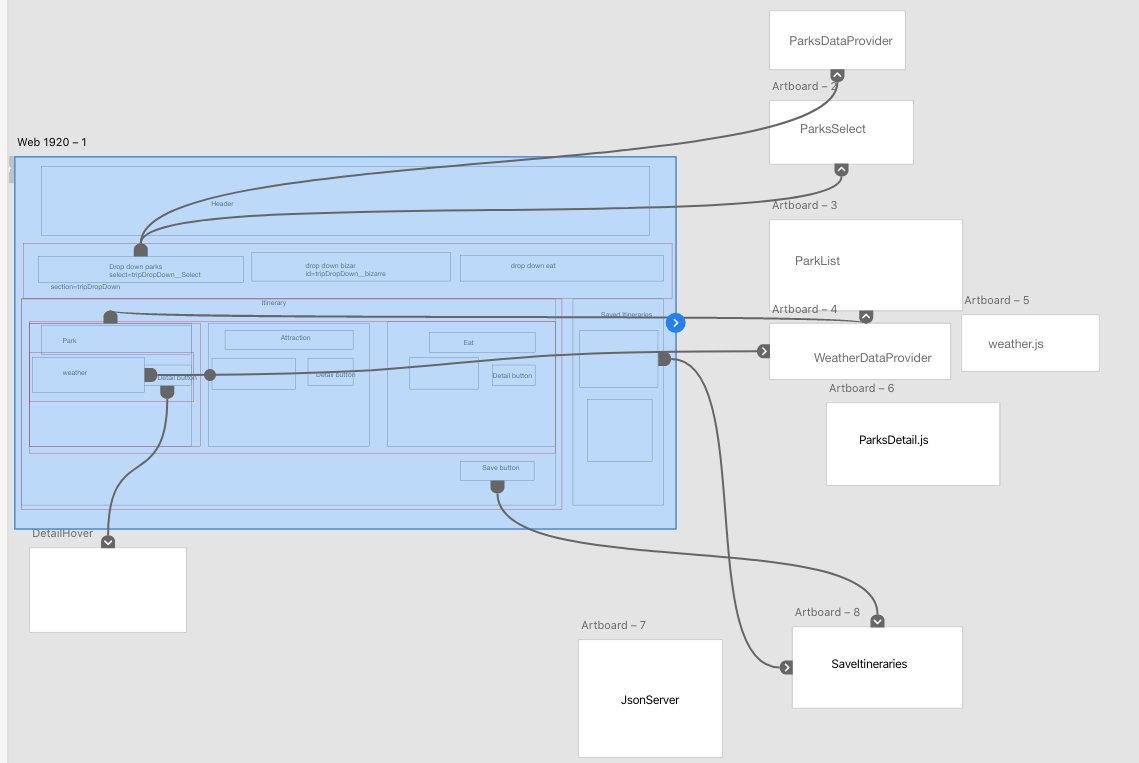 ParksDataProvider
Artboard – 2
ParksSelect
Web 1920 – 1
Header
Artboard – 3
ParkList
Drop down parks
select=tripDropDown__Select
section=tripDropDown
drop down bizar
id=tripDropDown__bizarre
drop down eat
Itinerary
Saved Itineraries
Artboard – 4
Artboard – 5
WeatherDataProvider
weather.js
Park
weather
Detail button
Attraction
Detail button
Eat
Detail button
Artboard – 6
ParksDetail.js
Save button
DetailHover
Artboard – 7
JsonServer
Artboard – 8
SaveItineraries